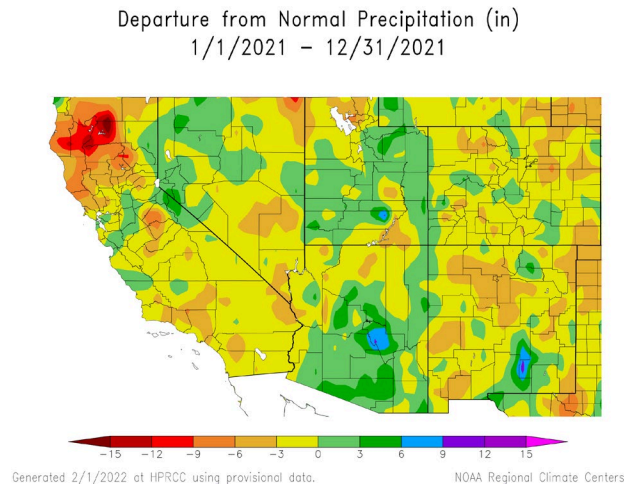 Departure from Normal Precipitation (in)
1/1/2021 – 12/31/2021
-15 -12 -9 -6 -3 0 3 6 9 12 15
Generated 2/1/2022 at HPRCC using provisional data.
NOAA Regional Climate Centers